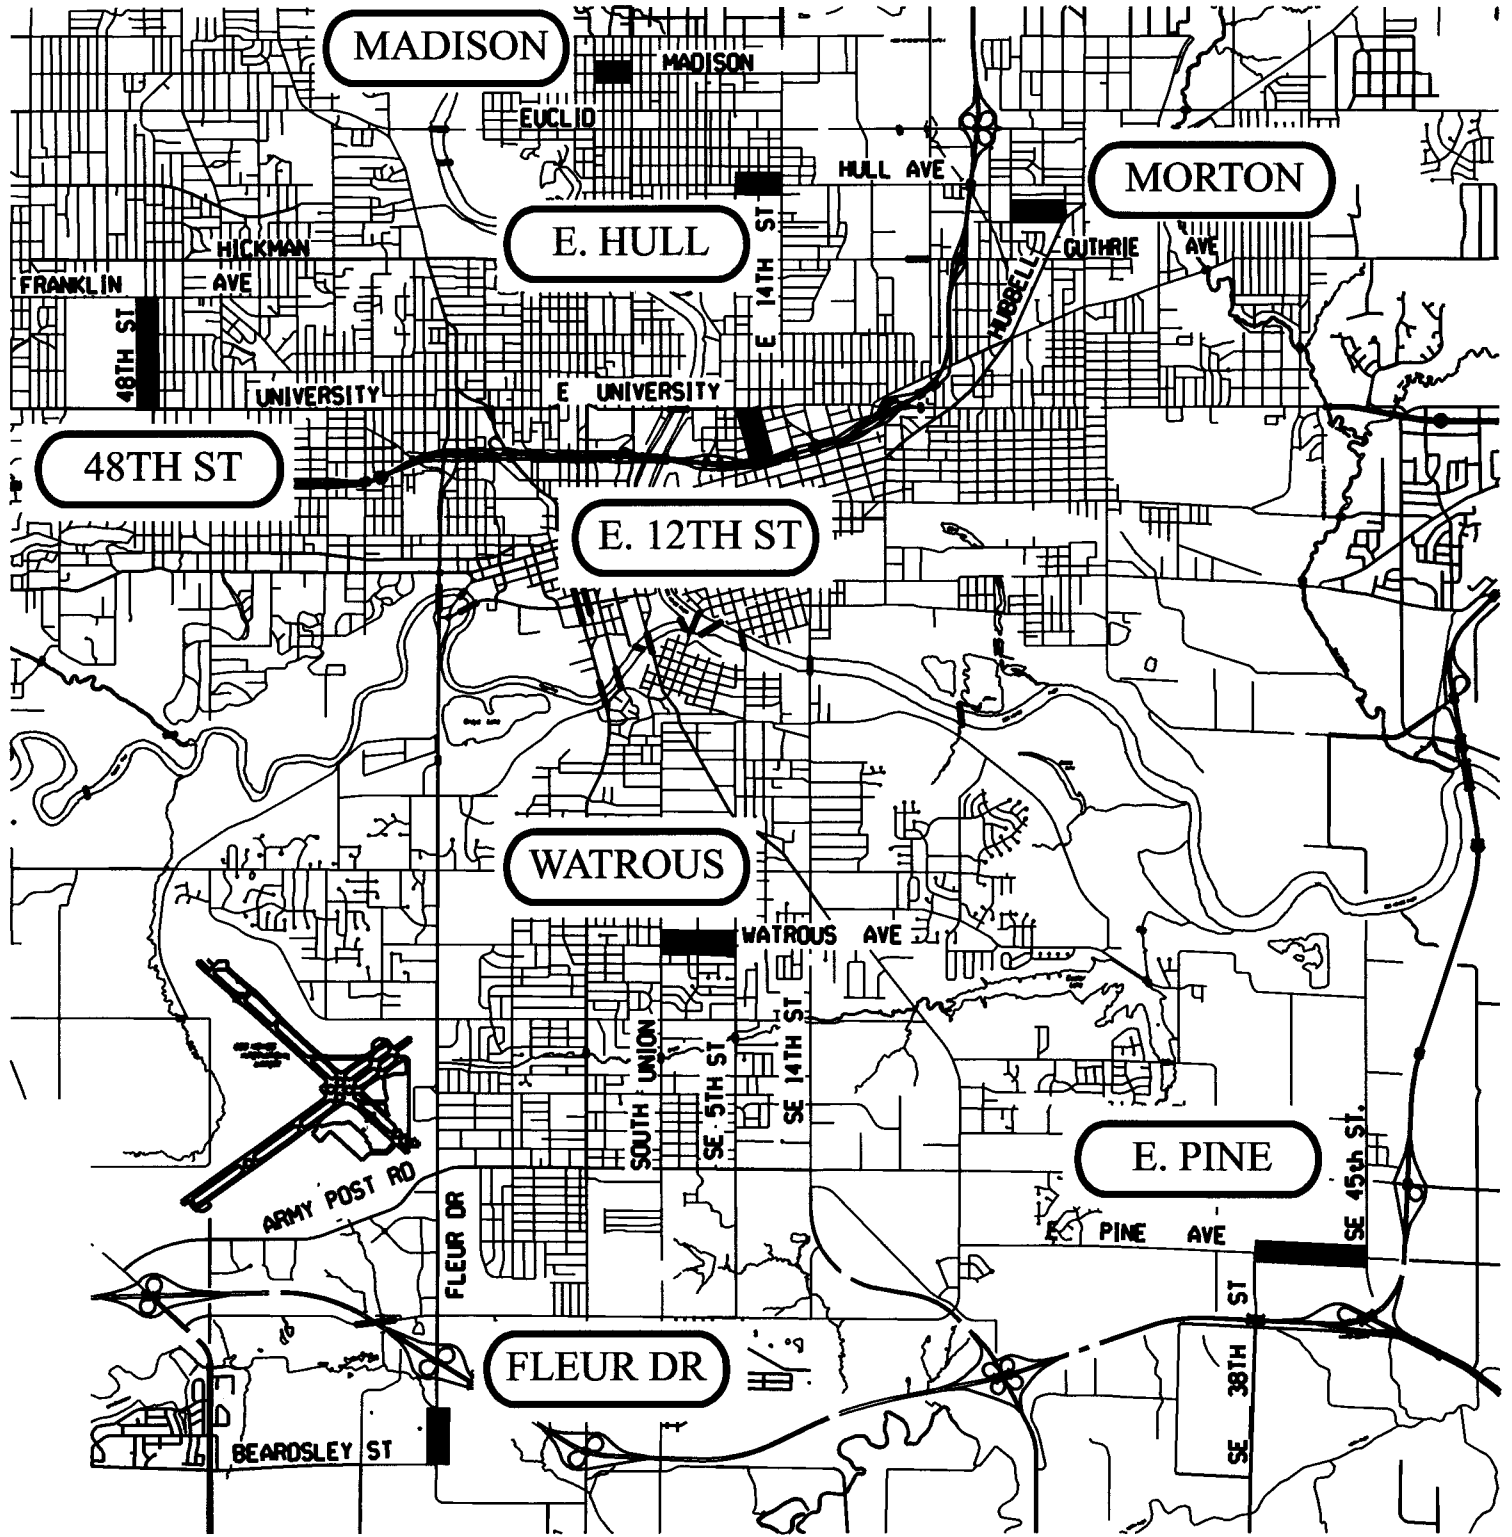 MADISON
MADISON
EUCLID
HULL AVE
MORTON
E. HULL
E 14TH ST
HICKMAN
GUTHRIE AVE
FRANKLIN AVE
HUBBELL
48TH ST
UNIVERSITY
E UNIVERSITY
48TH ST
E. 12TH ST
WATROUS
WATROUS AVE
SOUTH UNION
SE 5TH ST
SE 14TH ST
E. PINE
SE 45th ST.
ARMY POST RD
FLEUR DR
E PINE AVE
SE 38TH ST
FLEUR DR
SE
BEARDSLEY ST